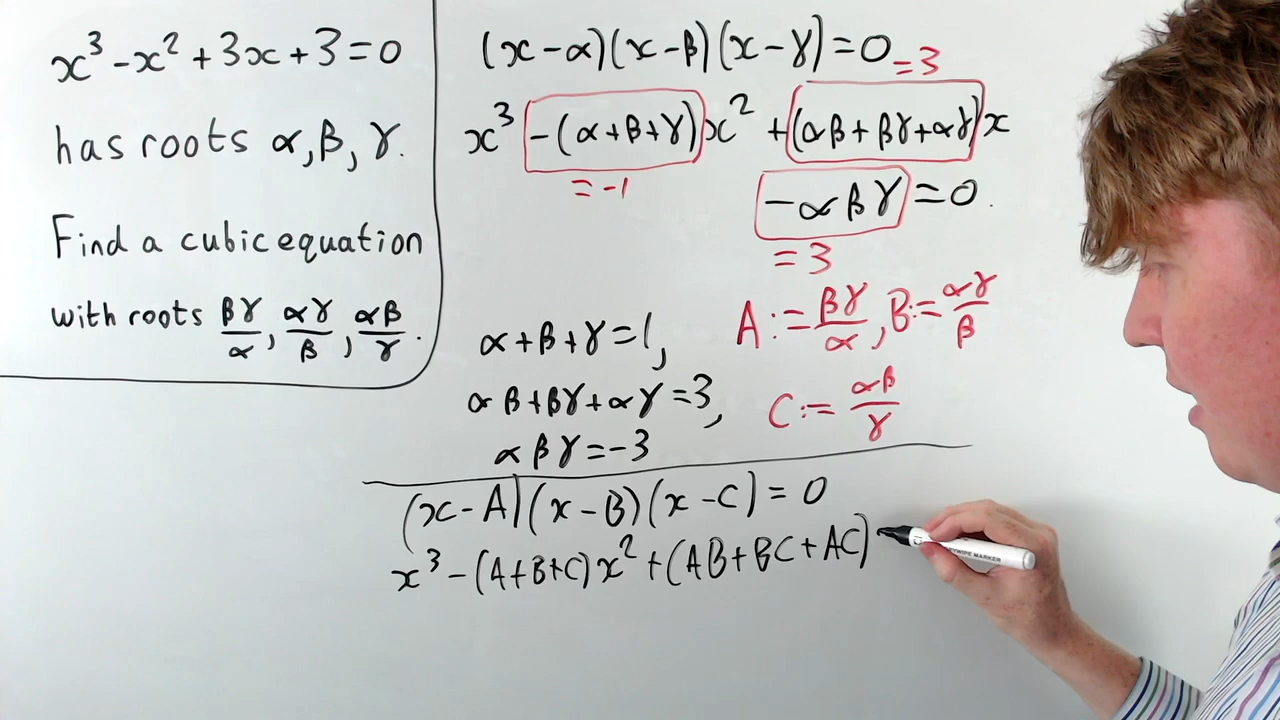 x³ - x² + 3x + 3 = 0
has roots α, β, γ.
Find a cubic equation
with roots βγ/α, αγ/β, αβ/γ.
(x - α)(x - β)(x - γ) = 0
= 3
x³ - (α + β + γ)x² + (αβ + βγ + αγ)x
= -1
- αβγ = 0.
= 3
A := βγ/α, B := αγ/β
C := αβ/γ
α + β + γ = 1,
αβ + βγ + αγ = 3,
αβγ = -3
(x - A)(x - B)(x - C) = 0
x³ - (A + B + C)x² + (AB + BC + AC)